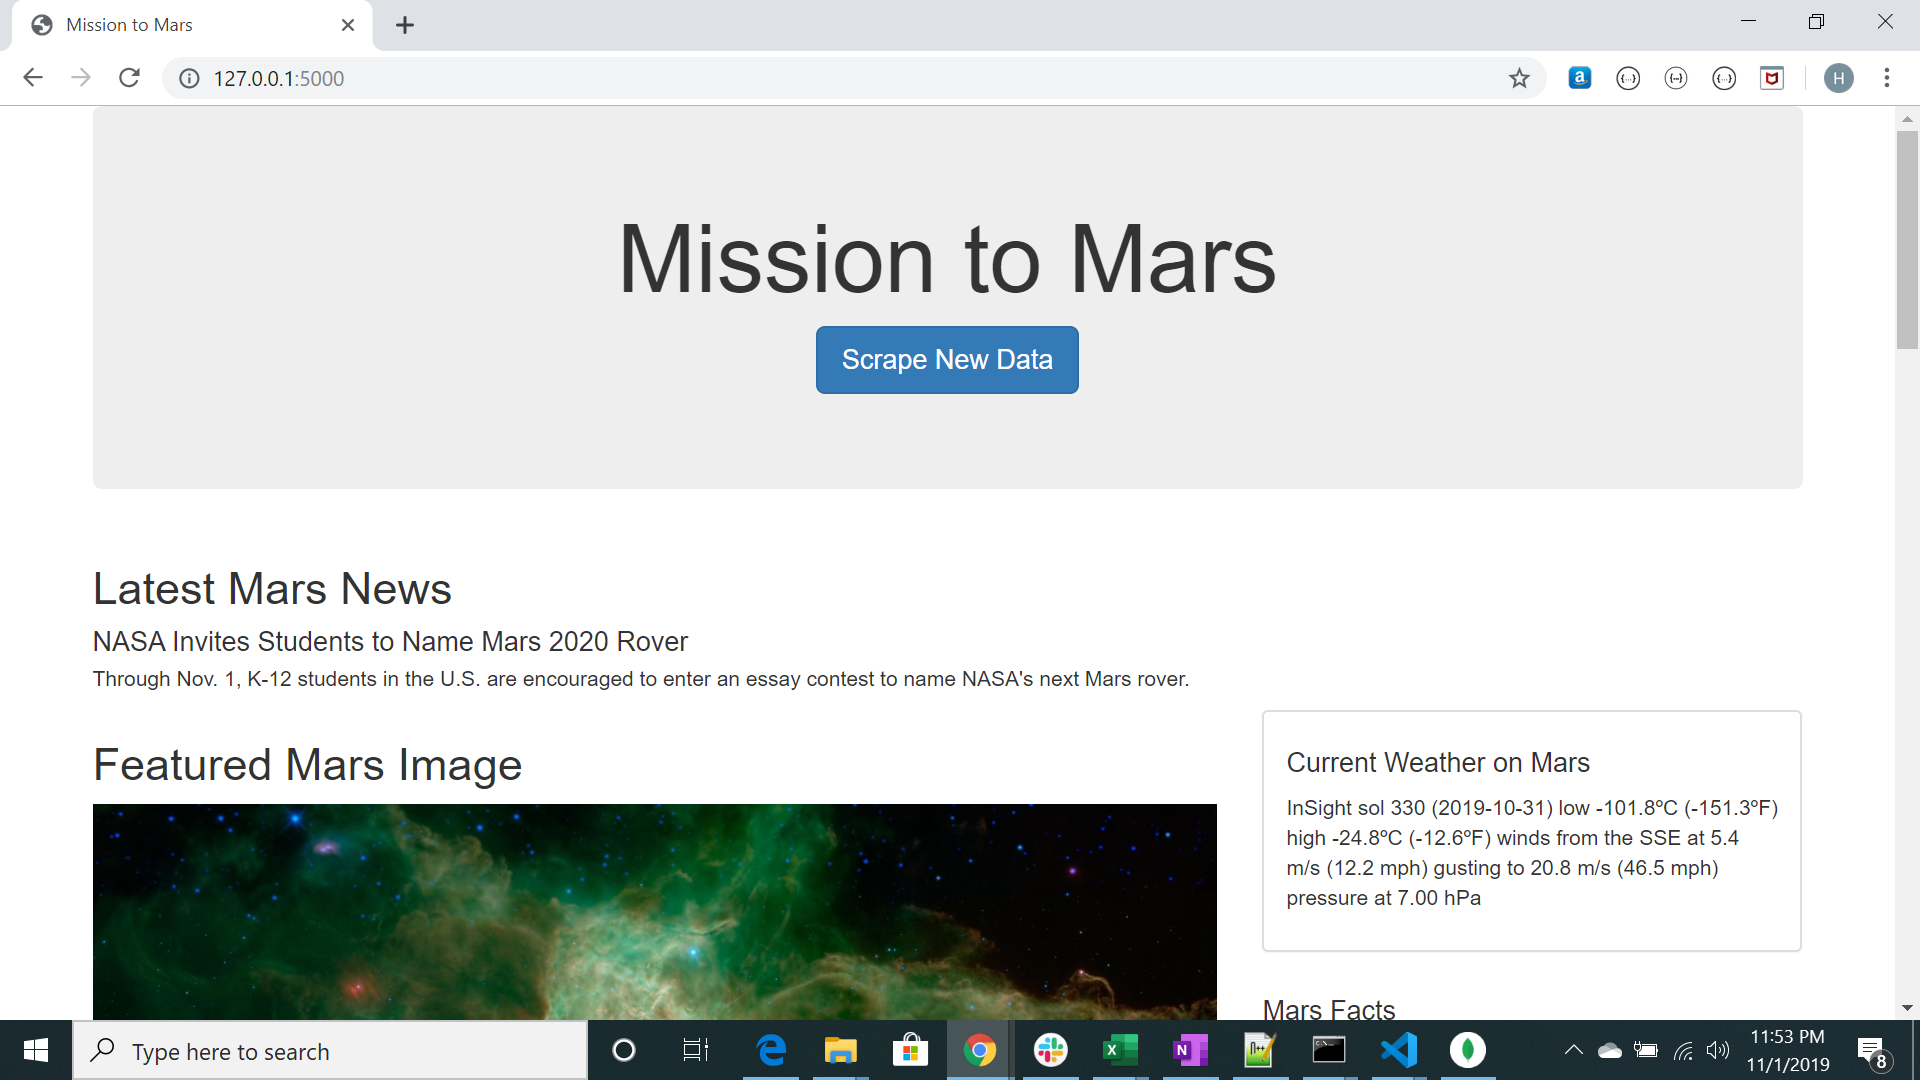 Mission to Mars
127.0.0.1:5000
H
Mission to Mars
Scrape New Data
Latest Mars News
NASA Invites Students to Name Mars 2020 Rover
Through Nov. 1, K-12 students in the U.S. are encouraged to enter an essay contest to name NASA's next Mars rover.
Featured Mars Image
Current Weather on Mars
InSight sol 330 (2019-10-31) low -101.8ºC (-151.3ºF)
high -24.8ºC (-12.6ºF) winds from the SSE at 5.4
m/s (12.2 mph) gusting to 20.8 m/s (46.5 mph)
pressure at 7.00 hPa
Mars Facts
Type here to search
11:53 PM
11/1/2019
8